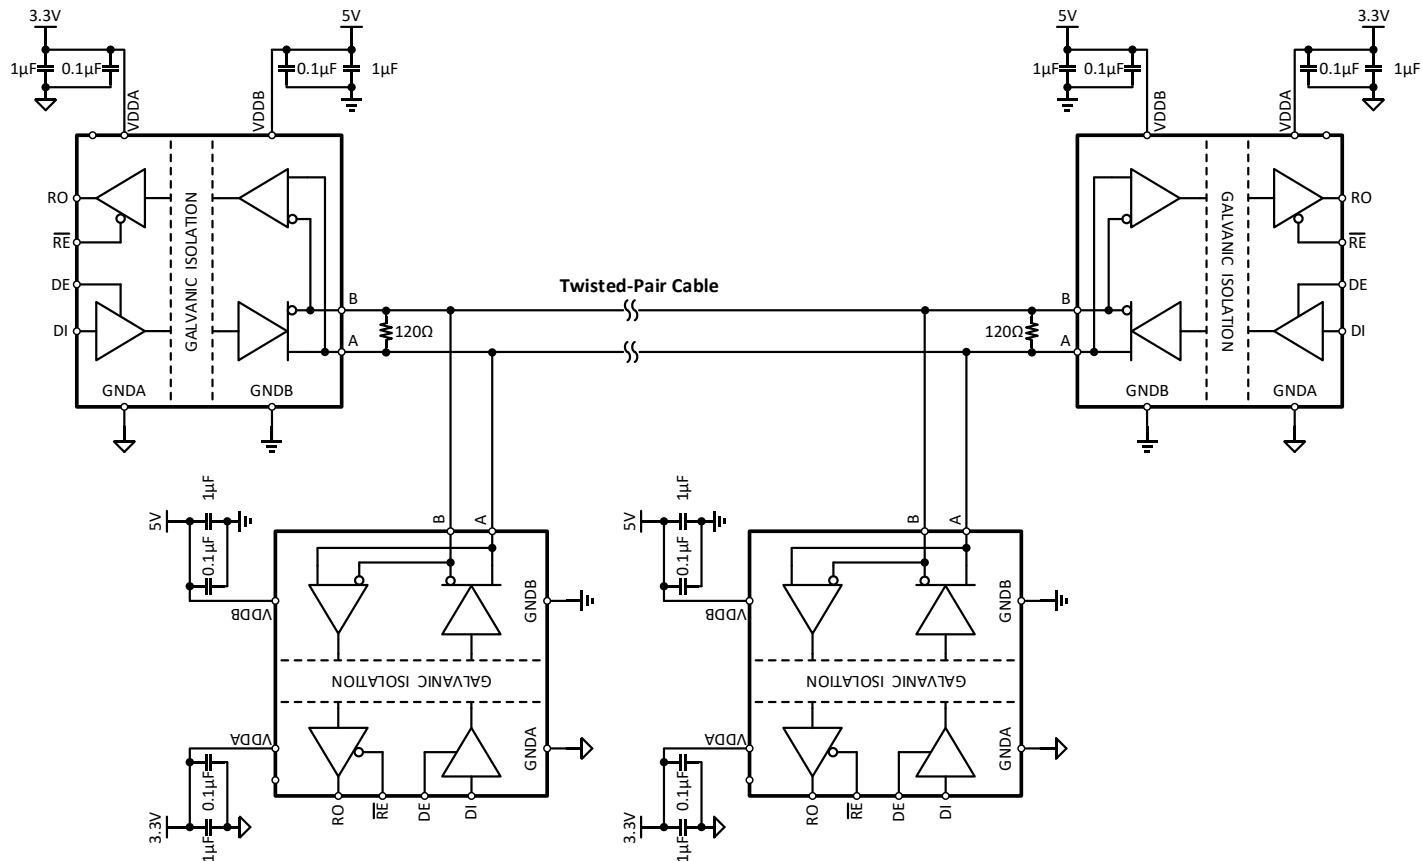 3.3V
5V
5V
3.3V
1µF
0.1µF
0.1µF
1µF
1µF
0.1µF
0.1µF
1µF
VDDA
VDDB
VDDB
VDDA
RO
RE
DE
DI
GALVANIC ISOLATION
GNDA
GNDB
B
A
120Ω
Twisted-Pair Cable
120Ω
B
A
GALVANIC ISOLATION
GNDB
GNDA
RO
RE
DE
DI
5V
1µF
0.1µF
VDDB
B
A
GNDB
GALVANIC ISOLATION
VDDA
GNDA
3.3V
0.1µF
1µF
RO
RE
DE
DI
5V
1µF
0.1µF
VDDB
B
A
GNDB
GALVANIC ISOLATION
VDDA
GNDA
3.3V
0.1µF
1µF
RO
RE
DE
DI